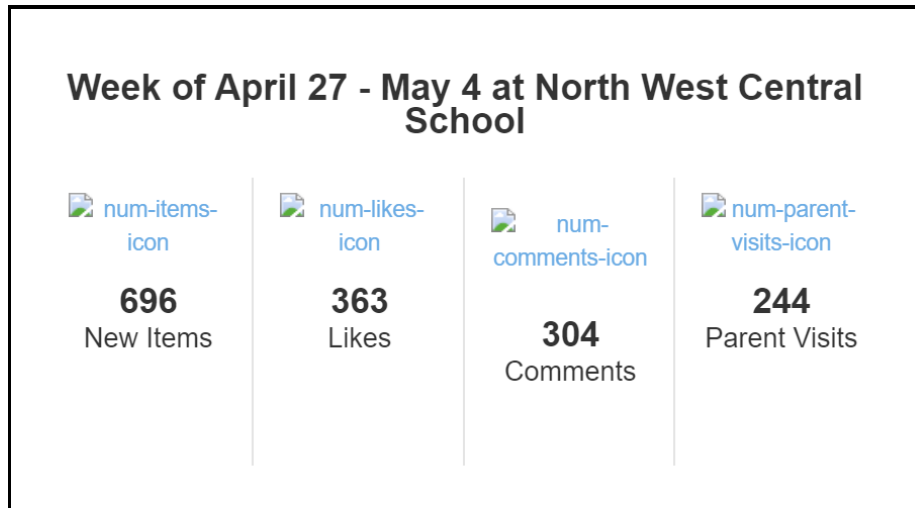 Week of April 27 - May 4 at North West Central
School
num-items-
icon
696
New Items
num-likes-
icon
363
Likes
num-
comments-icon
304
Comments
num-parent-
visits-icon
244
Parent Visits